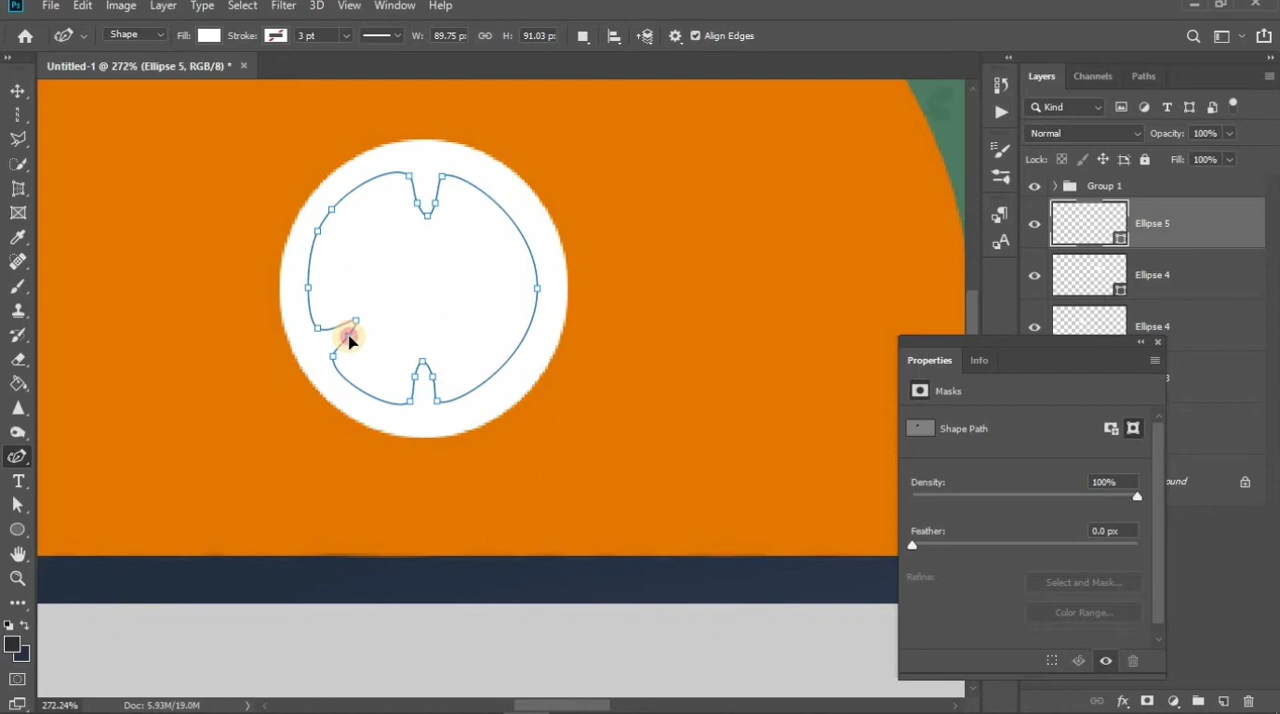 Ps File Edit Image Layer Type Select Filter 3D View Window Help
Shape Fill: Stroke: 3 pt W: 89.75 p H: 91.03 p Align Edges
Untitled-1 @ 272% (Ellipse 5, RGB/8) * ×
Layers Channels Paths
Kind
Normal Opacity: 100%
Lock: Fill: 100%
Group 1
Ellipse 5
Ellipse 4
Ellipse 4
Properties Info
Masks
Shape Path
Density: 100%
ound
Feather: 0.0 px
Refine:
Select and Mask...
Color Range...
272.24% Doc: 5.93M/19.0M